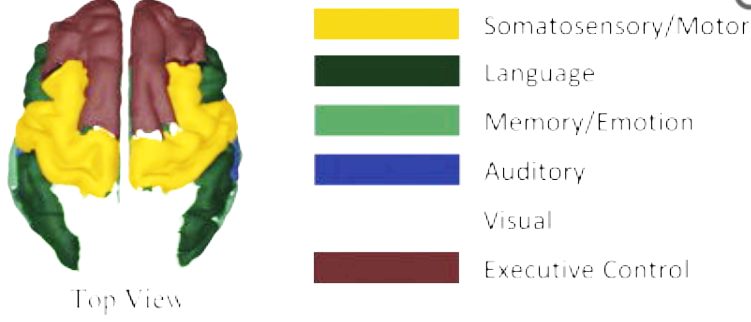 Somatosensory/Motor
Language
Memory/Emotion
Auditory
Visual
Executive Control
Top View